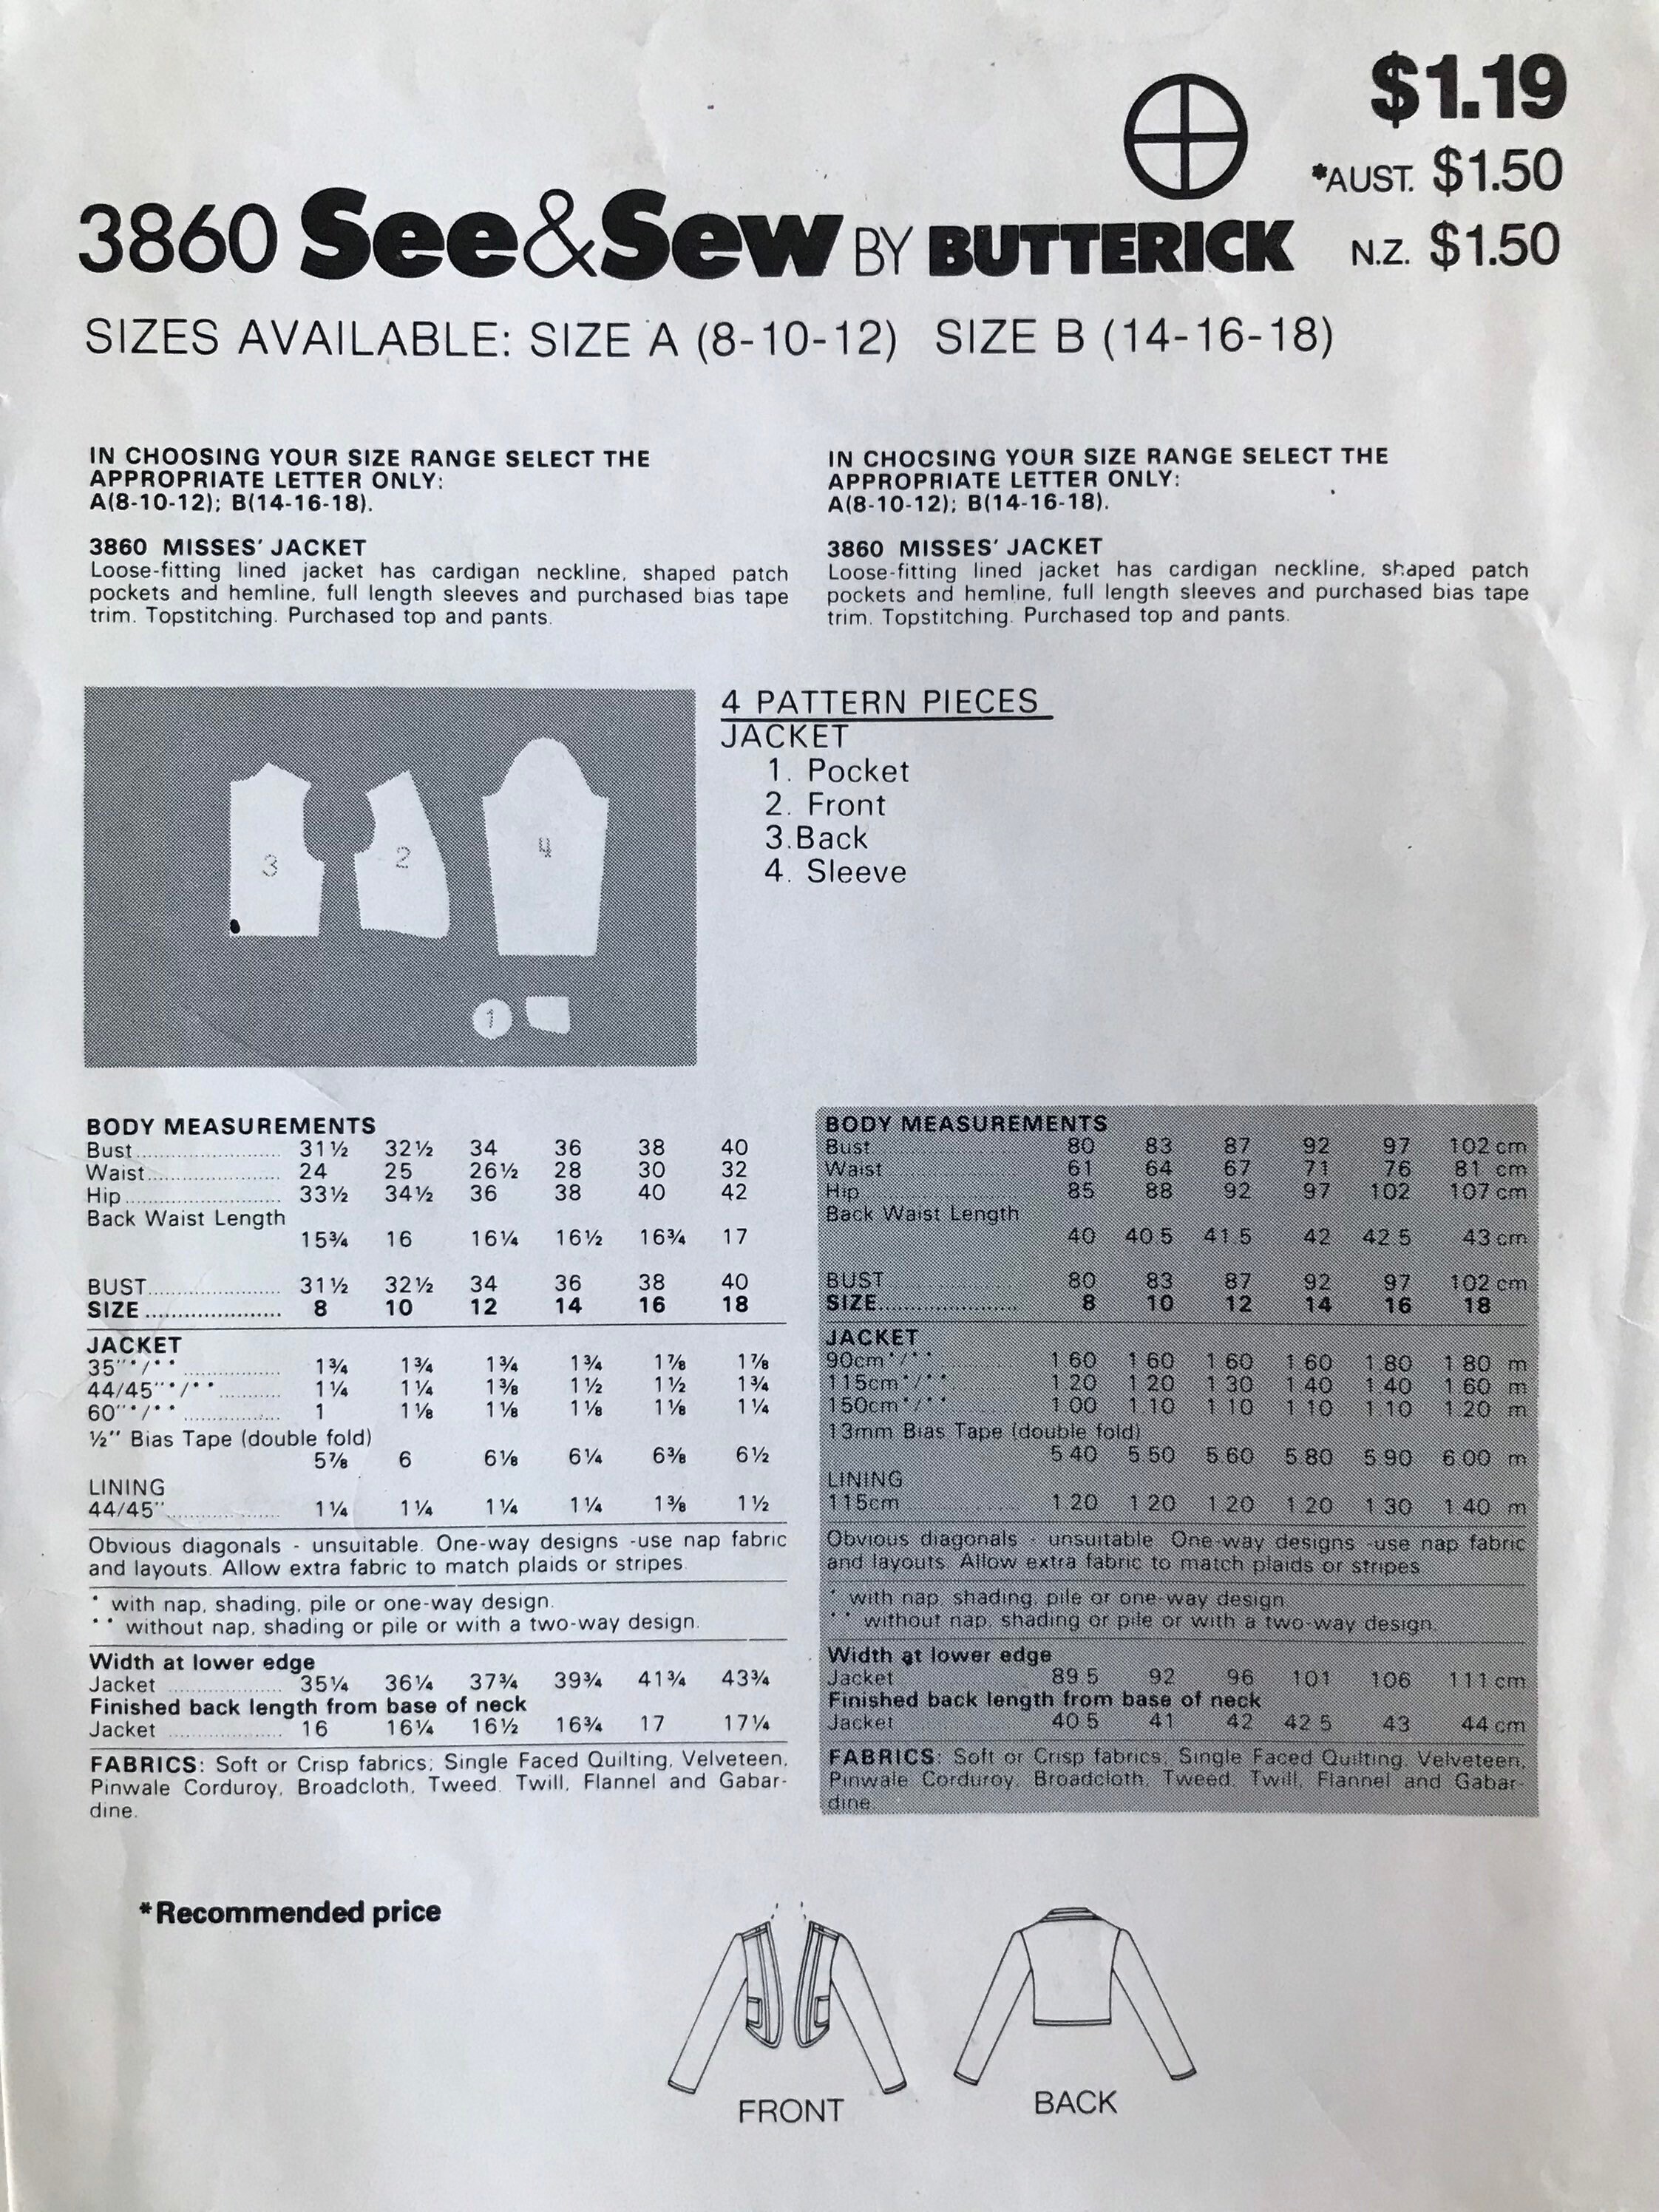 $1.19
*AUST. $1.50
3860 See&Sew BY BUTTERICK N.Z. $1.50
SIZES AVAILABLE: SIZE A (8-10-12) SIZE B (14-16-18)
IN CHOOSING YOUR SIZE RANGE SELECT THE
APPROPRIATE LETTER ONLY:
A(8-10-12); B(14-16-18).
3860 MISSES' JACKET
Loose-fitting lined jacket has cardigan neckline, shaped patch
pockets and hemline, full length sleeves and purchased bias tape
trim. Topstitching. Purchased top and pants.
IN CHOCSING YOUR SIZE RANGE SELECT THE
APPROPRIATE LETTER ONLY:
A(8-10-12); B(14-16-18).
3860 MISSES' JACKET
Loose-fitting lined jacket has cardigan neckline, shaped patch
pockets and hemline, full length sleeves and purchased bias tape
trim. Topstitching. Purchased top and pants.
3 2 4
1
4 PATTERN PIECES
JACKET
1. Pocket
2. Front
3.Back
4. Sleeve
BODY MEASUREMENTS
Bust 31½ 32½ 34 36 38 40
Waist 24 25 26½ 28 30 32
Hip 33½ 34½ 36 38 40 42
Back Waist Length
15¾ 16 16¼ 16½ 16¾ 17
BUST 31½ 32½ 34 36 38 40
SIZE 8 10 12 14 16 18
JACKET
35"*/** 1¾ 1¾ 1¾ 1¾ 1⅞ 1⅞
44/45"*/** 1¼ 1¼ 1⅜ 1½ 1½ 1¾
60"*/** 1 1⅛ 1⅛ 1⅛ 1⅛ 1¼
½" Bias Tape (double fold)
5⅞ 6 6⅛ 6¼ 6⅜ 6½
LINING
44/45" 1¼ 1¼ 1¼ 1¼ 1⅜ 1½
Obvious diagonals - unsuitable. One-way designs -use nap fabric
and layouts. Allow extra fabric to match plaids or stripes.
* with nap, shading, pile or one-way design.
** without nap, shading or pile or with a two-way design.
Width at lower edge
Jacket 35¼ 36¼ 37¾ 39¾ 41¾ 43¾
Finished back length from base of neck
Jacket 16 16¼ 16½ 16¾ 17 17¼
FABRICS: Soft or Crisp fabrics; Single Faced Quilting, Velveteen,
Pinwale Corduroy, Broadcloth, Tweed, Twill, Flannel and Gabar-
dine.
BODY MEASUREMENTS
Bust 80 83 87 92 97 102 cm
Waist 61 64 67 71 76 81 cm
Hip 85 88 92 97 102 107 cm
Back Waist Length
40 40.5 41.5 42 42.5 43 cm
BUST 80 83 87 92 97 102 cm
SIZE 8 10 12 14 16 18
JACKET
90cm*/** 1.60 1.60 1.60 1.60 1.80 1.80 m
115cm*/** 1.20 1.20 1.30 1.40 1.40 1.60 m
150cm*/** 1.00 1.10 1.10 1.10 1.10 1.20 m
13mm Bias Tape (double fold)
5.40 5.50 5.60 5.80 5.90 6.00 m
LINING
115cm 1.20 1.20 1.20 1.20 1.30 1.40 m
Obvious diagonals - unsuitable. One-way designs -use nap fabric
and layouts. Allow extra fabric to match plaids or stripes.
* with nap, shading, pile or one-way design.
** without nap, shading or pile or with a two-way design.
Width at lower edge
Jacket 89.5 92 96 101 106 111 cm
Finished back length from base of neck
Jacket 40.5 41 42 42.5 43 44 cm
FABRICS: Soft or Crisp fabrics; Single Faced Quilting, Velveteen,
Pinwale Corduroy, Broadcloth, Tweed, Twill, Flannel and Gabar-
dine.
*Recommended price
FRONT
BACK